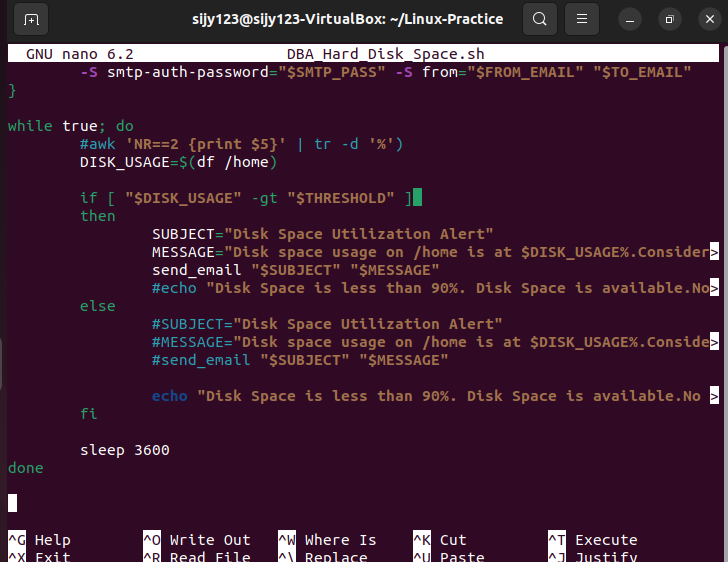 sijy123@sijy123-VirtualBox: ~/Linux-Practice
GNU nano 6.2 DBA_Hard_Disk_Space.sh
-S smtp-auth-password="$SMTP_PASS" -S from="$FROM_EMAIL" "$TO_EMAIL"
}
while true; do
#awk 'NR==2 {print $5}' | tr -d '%')
DISK_USAGE=$(df /home)
if [ "$DISK_USAGE" -gt "$THRESHOLD" ]
then
SUBJECT="Disk Space Utilization Alert"
MESSAGE="Disk space usage on /home is at $DISK_USAGE%.Consider>
send_email "$SUBJECT" "$MESSAGE"
#echo "Disk Space is less than 90%. Disk Space is available.No>
else
#SUBJECT="Disk Space Utilization Alert"
#MESSAGE="Disk space usage on /home is at $DISK_USAGE%.Conside>
#send_email "$SUBJECT" "$MESSAGE"
echo "Disk Space is less than 90%. Disk Space is available.No >
fi
sleep 3600
done
^G Help ^O Write Out ^W Where Is ^K Cut ^T Execute
^X Exit ^R Read File ^\ Replace ^U Paste ^J Justify